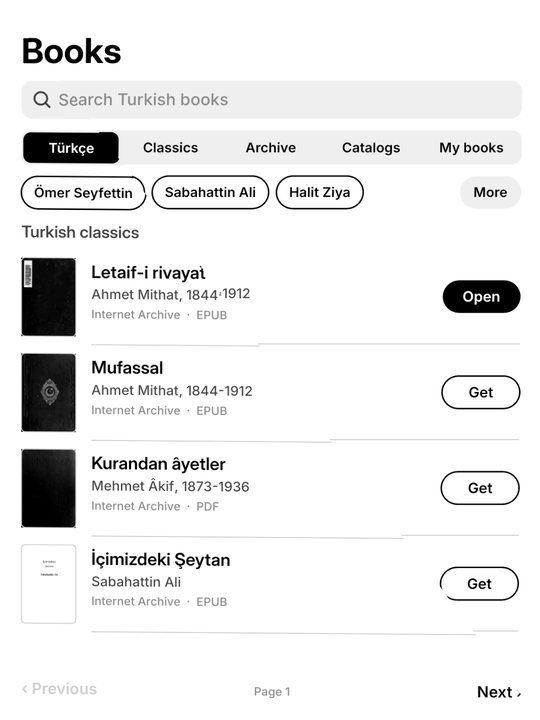 Books
Search Turkish books
Türkçe Classics Archive Catalogs My books
Ömer Seyfettin Sabahattin Ali Halit Ziya More
Turkish classics
Letaif-i rivayat
Ahmet Mithat, 1844-1912
Internet Archive · EPUB
Open
Mufassal
Ahmet Mithat, 1844-1912
Internet Archive · EPUB
Get
Kurandan âyetler
Mehmet Âkif, 1873-1936
Internet Archive · PDF
Get
İçimizdeki Şeytan
Sabahattin Ali
Internet Archive · EPUB
Get
‹ Previous Page 1 Next ›